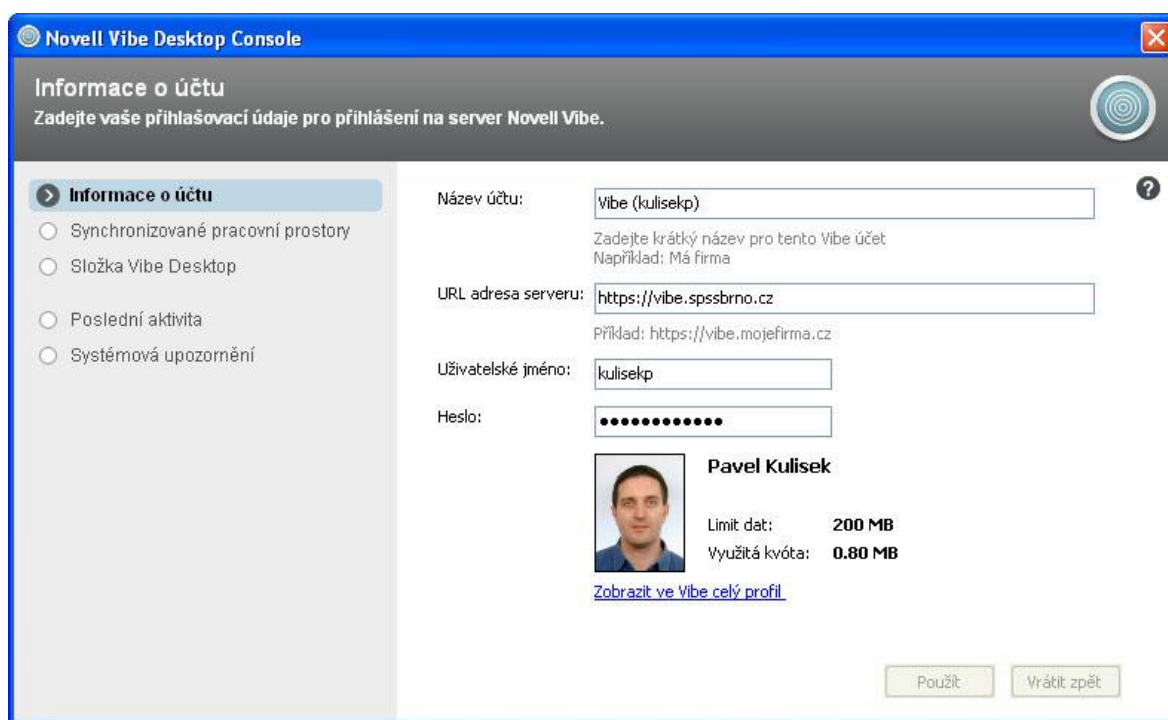 Novell Vibe Desktop Console
Informace o účtu
Zadejte vaše přihlašovací údaje pro přihlášení na server Novell Vibe.
Informace o účtu
Synchronizované pracovní prostory
Složka Vibe Desktop
Poslední aktivita
Systémová upozornění
Název účtu:
Vibe (kulisekp)
Zadejte krátký název pro tento Vibe účet
Například: Má firma
URL adresa serveru:
https://vibe.spssbrno.cz
Příklad: https://vibe.mojefirma.cz
Uživatelské jméno:
kulisekp
Heslo:
••••••••••••
Pavel Kulisek
Limit dat: 200 MB
Využitá kvóta: 0.80 MB
Zobrazit ve Vibe celý profil
Použít
Vrátit zpět